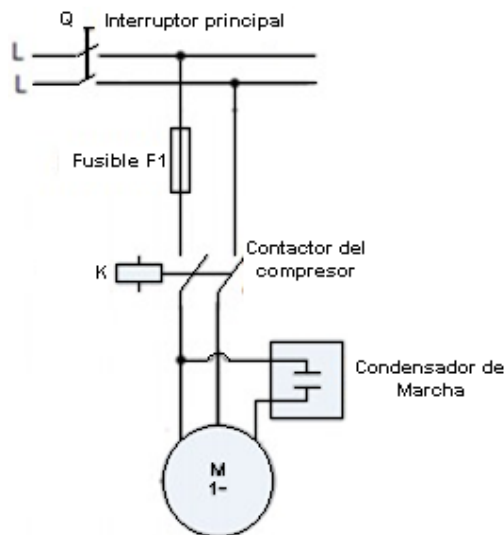 Q Interruptor principal
L
L
Fusible F1
Contactor del
compresor
K
Condensador de
Marcha
M
1~